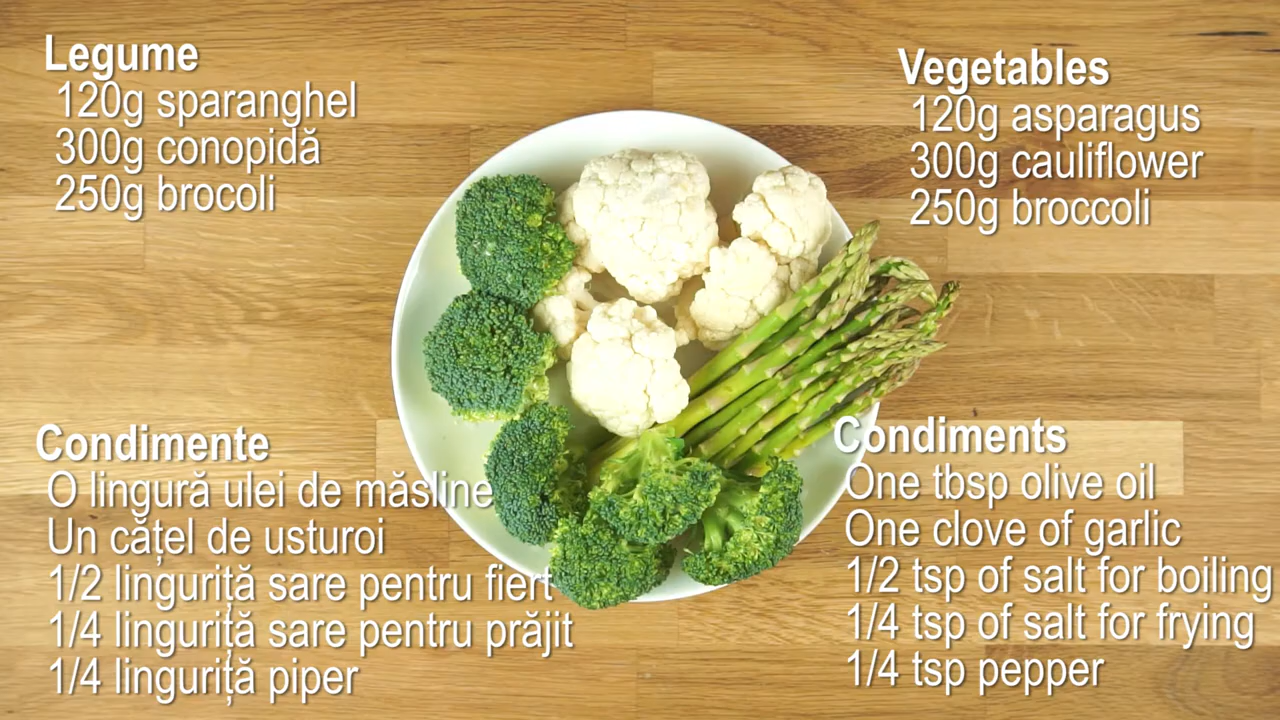 Legume
120g sparanghel
300g conopidă
250g brocoli
Vegetables
120g asparagus
300g cauliflower
250g broccoli
Condimente
O lingură ulei de măsline
Un cățel de usturoi
1/2 linguriță sare pentru fiert
1/4 linguriță sare pentru prăjit
1/4 linguriță piper
Condiments
One tbsp olive oil
One clove of garlic
1/2 tsp of salt for boiling
1/4 tsp of salt for frying
1/4 tsp pepper